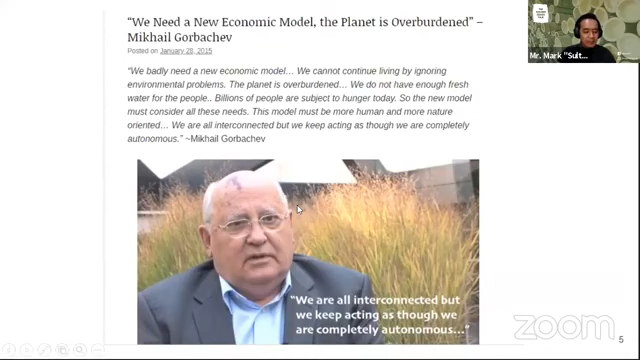 "We Need a New Economic Model, the Planet is Overburdened" –
Mikhail Gorbachev
Posted on January 28, 2015
"We badly need a new economic model… We cannot continue living by ignoring
environmental problems. The planet is overburdened… We do not have enough fresh
water for the people.. Billions of people are subject to hunger today. So the new model
must consider all these needs. This model must be more human and more nature
oriented… We are all interconnected but we keep acting as though we are completely
autonomous." ~Mikhail Gorbachev
"We are all interconnected but
we keep acting as though we
are completely autonomous…"
Mr. Mark "Sult...
zoom
5